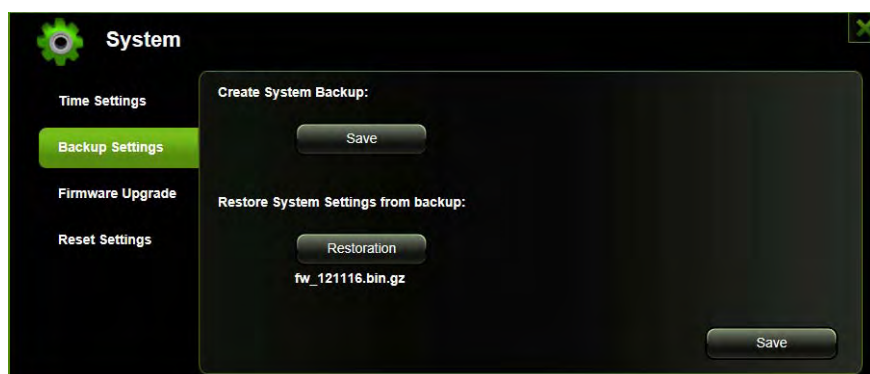 System
Time Settings
Backup Settings
Firmware Upgrade
Reset Settings
Create System Backup:
Save
Restore System Settings from backup:
Restoration
fw_121116.bin.gz
Save